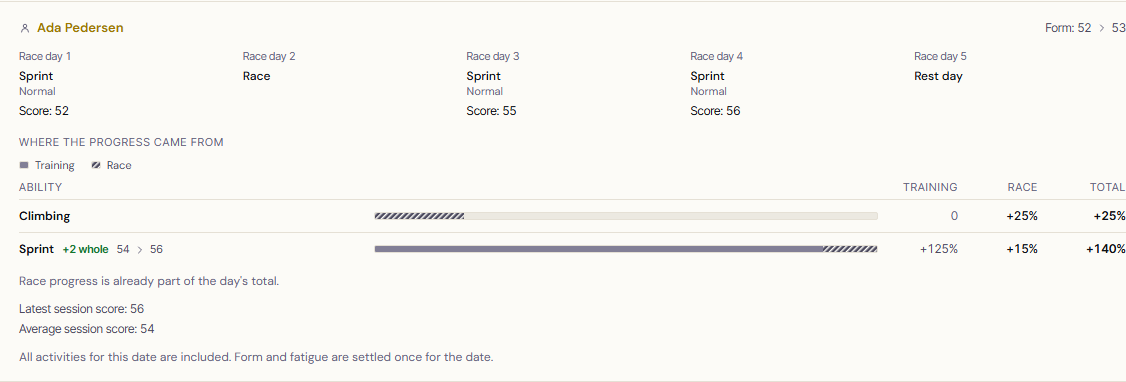 Ada Pedersen
Form: 52 > 53
Race day 1
Sprint
Normal
Score: 52
Race day 2
Race
Race day 3
Sprint
Normal
Score: 55
Race day 4
Sprint
Normal
Score: 56
Race day 5
Rest day
WHERE THE PROGRESS CAME FROM
Training Race
ABILITY TRAINING RACE TOTAL
Climbing 0 +25% +25%
Sprint +2 whole 54 > 56 +125% +15% +140%
Race progress is already part of the day's total.
Latest session score: 56
Average session score: 54
All activities for this date are included. Form and fatigue are settled once for the date.